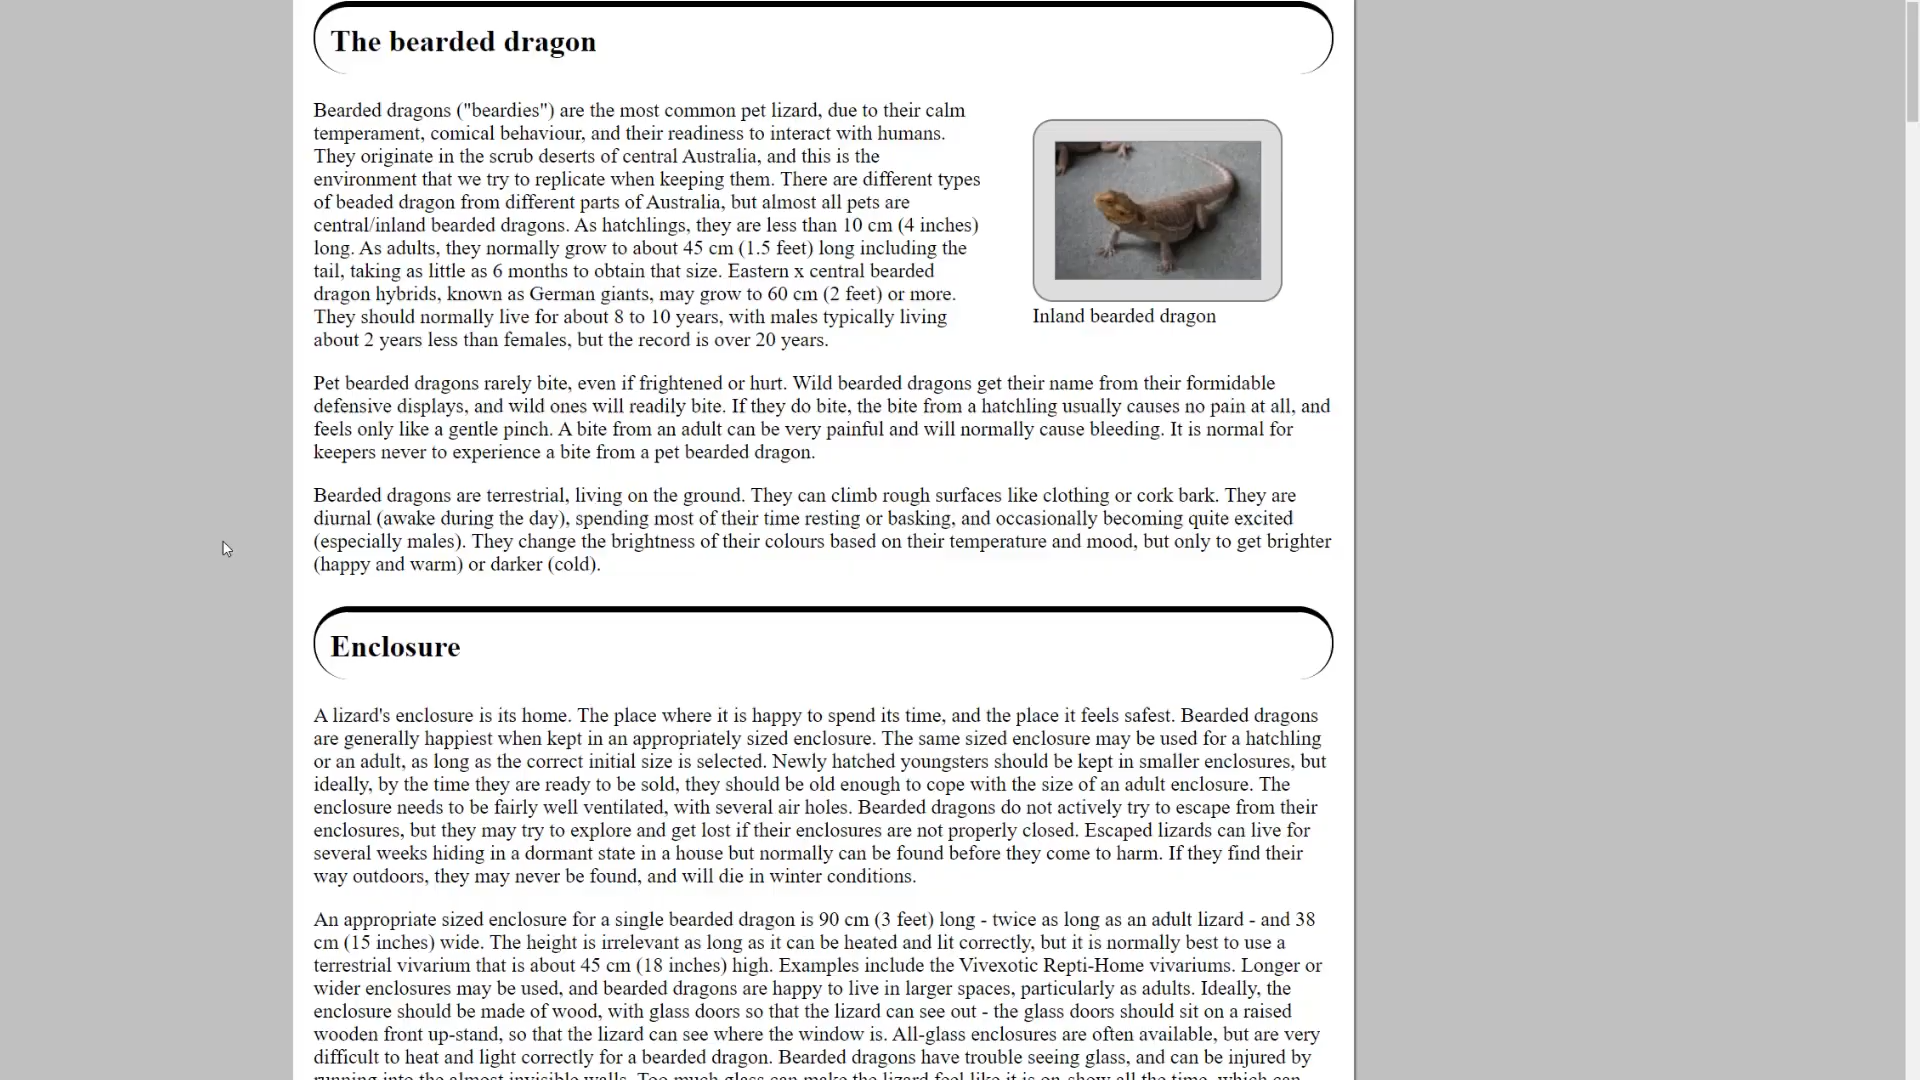 The bearded dragon
Bearded dragons ("beardies") are the most common pet lizard, due to their calm
temperament, comical behaviour, and their readiness to interact with humans.
They originate in the scrub deserts of central Australia, and this is the
environment that we try to replicate when keeping them. There are different types
of beaded dragon from different parts of Australia, but almost all pets are
central/inland bearded dragons. As hatchlings, they are less than 10 cm (4 inches)
long. As adults, they normally grow to about 45 cm (1.5 feet) long including the
tail, taking as little as 6 months to obtain that size. Eastern x central bearded
dragon hybrids, known as German giants, may grow to 60 cm (2 feet) or more.
They should normally live for about 8 to 10 years, with males typically living
about 2 years less than females, but the record is over 20 years.
Inland bearded dragon
Pet bearded dragons rarely bite, even if frightened or hurt. Wild bearded dragons get their name from their formidable
defensive displays, and wild ones will readily bite. If they do bite, the bite from a hatchling usually causes no pain at all, and
feels only like a gentle pinch. A bite from an adult can be very painful and will normally cause bleeding. It is normal for
keepers never to experience a bite from a pet bearded dragon.
Bearded dragons are terrestrial, living on the ground. They can climb rough surfaces like clothing or cork bark. They are
diurnal (awake during the day), spending most of their time resting or basking, and occasionally becoming quite excited
(especially males). They change the brightness of their colours based on their temperature and mood, but only to get brighter
(happy and warm) or darker (cold).
Enclosure
A lizard's enclosure is its home. The place where it is happy to spend its time, and the place it feels safest. Bearded dragons
are generally happiest when kept in an appropriately sized enclosure. The same sized enclosure may be used for a hatchling
or an adult, as long as the correct initial size is selected. Newly hatched youngsters should be kept in smaller enclosures, but
ideally, by the time they are ready to be sold, they should be old enough to cope with the size of an adult enclosure. The
enclosure needs to be fairly well ventilated, with several air holes. Bearded dragons do not actively try to escape from their
enclosures, but they may try to explore and get lost if their enclosures are not properly closed. Escaped lizards can live for
several weeks hiding in a dormant state in a house but normally can be found before they come to harm. If they find their
way outdoors, they may never be found, and will die in winter conditions.
An appropriate sized enclosure for a single bearded dragon is 90 cm (3 feet) long - twice as long as an adult lizard - and 38
cm (15 inches) wide. The height is irrelevant as long as it can be heated and lit correctly, but it is normally best to use a
terrestrial vivarium that is about 45 cm (18 inches) high. Examples include the Vivexotic Repti-Home vivariums. Longer or
wider enclosures may be used, and bearded dragons are happy to live in larger spaces, particularly as adults. Ideally, the
enclosure should be made of wood, with glass doors so that the lizard can see out - the glass doors should sit on a raised
wooden front up-stand, so that the lizard can see where the window is. All-glass enclosures are often available, but are very
difficult to heat and light correctly for a bearded dragon. Bearded dragons have trouble seeing glass, and can be injured by
running into the almost invisible walls. Too much glass can make the lizard feel like it is on show all the time, which can